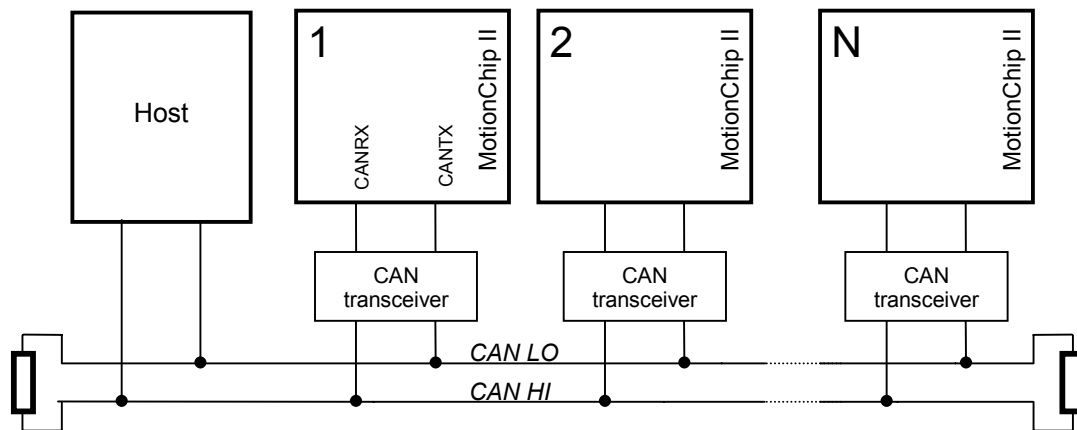 Host
1
CANRX
CANTX
MotionChip II
2
MotionChip II
N
MotionChip II
CAN
transceiver
CAN
transceiver
CAN
transceiver
CAN LO
CAN HI